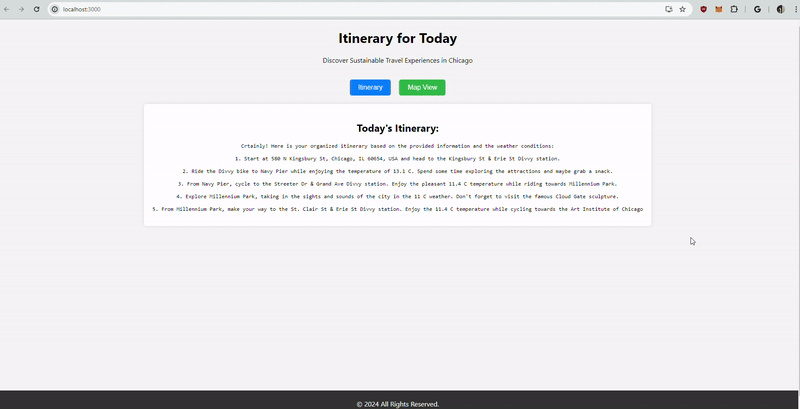 localhost:3000
Itinerary for Today
Discover Sustainable Travel Experiences in Chicago
Itinerary
Map View
Today's Itinerary:
Crtainly! Here is your organized itinerary based on the provided information and the weather conditions:
1. Start at 580 N Kingsbury St, Chicago, IL 60654, USA and head to the Kingsbury St & Erie St Divvy station.
2. Ride the Divvy bike to Navy Pier while enjoying the temperature of 13.1 C. Spend some time exploring the attractions and maybe grab a snack.
3. From Navy Pier, cycle to the Streeter Dr & Grand Ave Divvy station. Enjoy the pleasant 11.4 C temperature while riding towards Millennium Park.
4. Explore Millennium Park, taking in the sights and sounds of the city in the 11 C weather. Don't forget to visit the famous Cloud Gate sculpture.
5. From Millennium Park, make your way to the St. Clair St & Erie St Divvy station. Enjoy the 11.4 C temperature while cycling towards the Art Institute of Chicago
© 2024 All Rights Reserved.